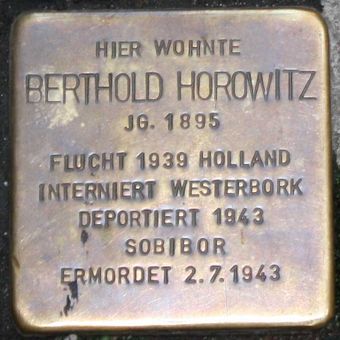 HIER WOHNTE
BERTHOLD HOROWITZ
JG. 1895
FLUCHT 1939 HOLLAND
INTERNIERT WESTERBORK
DEPORTIERT 1943
SOBIBOR
ERMORDET 2.7.1943